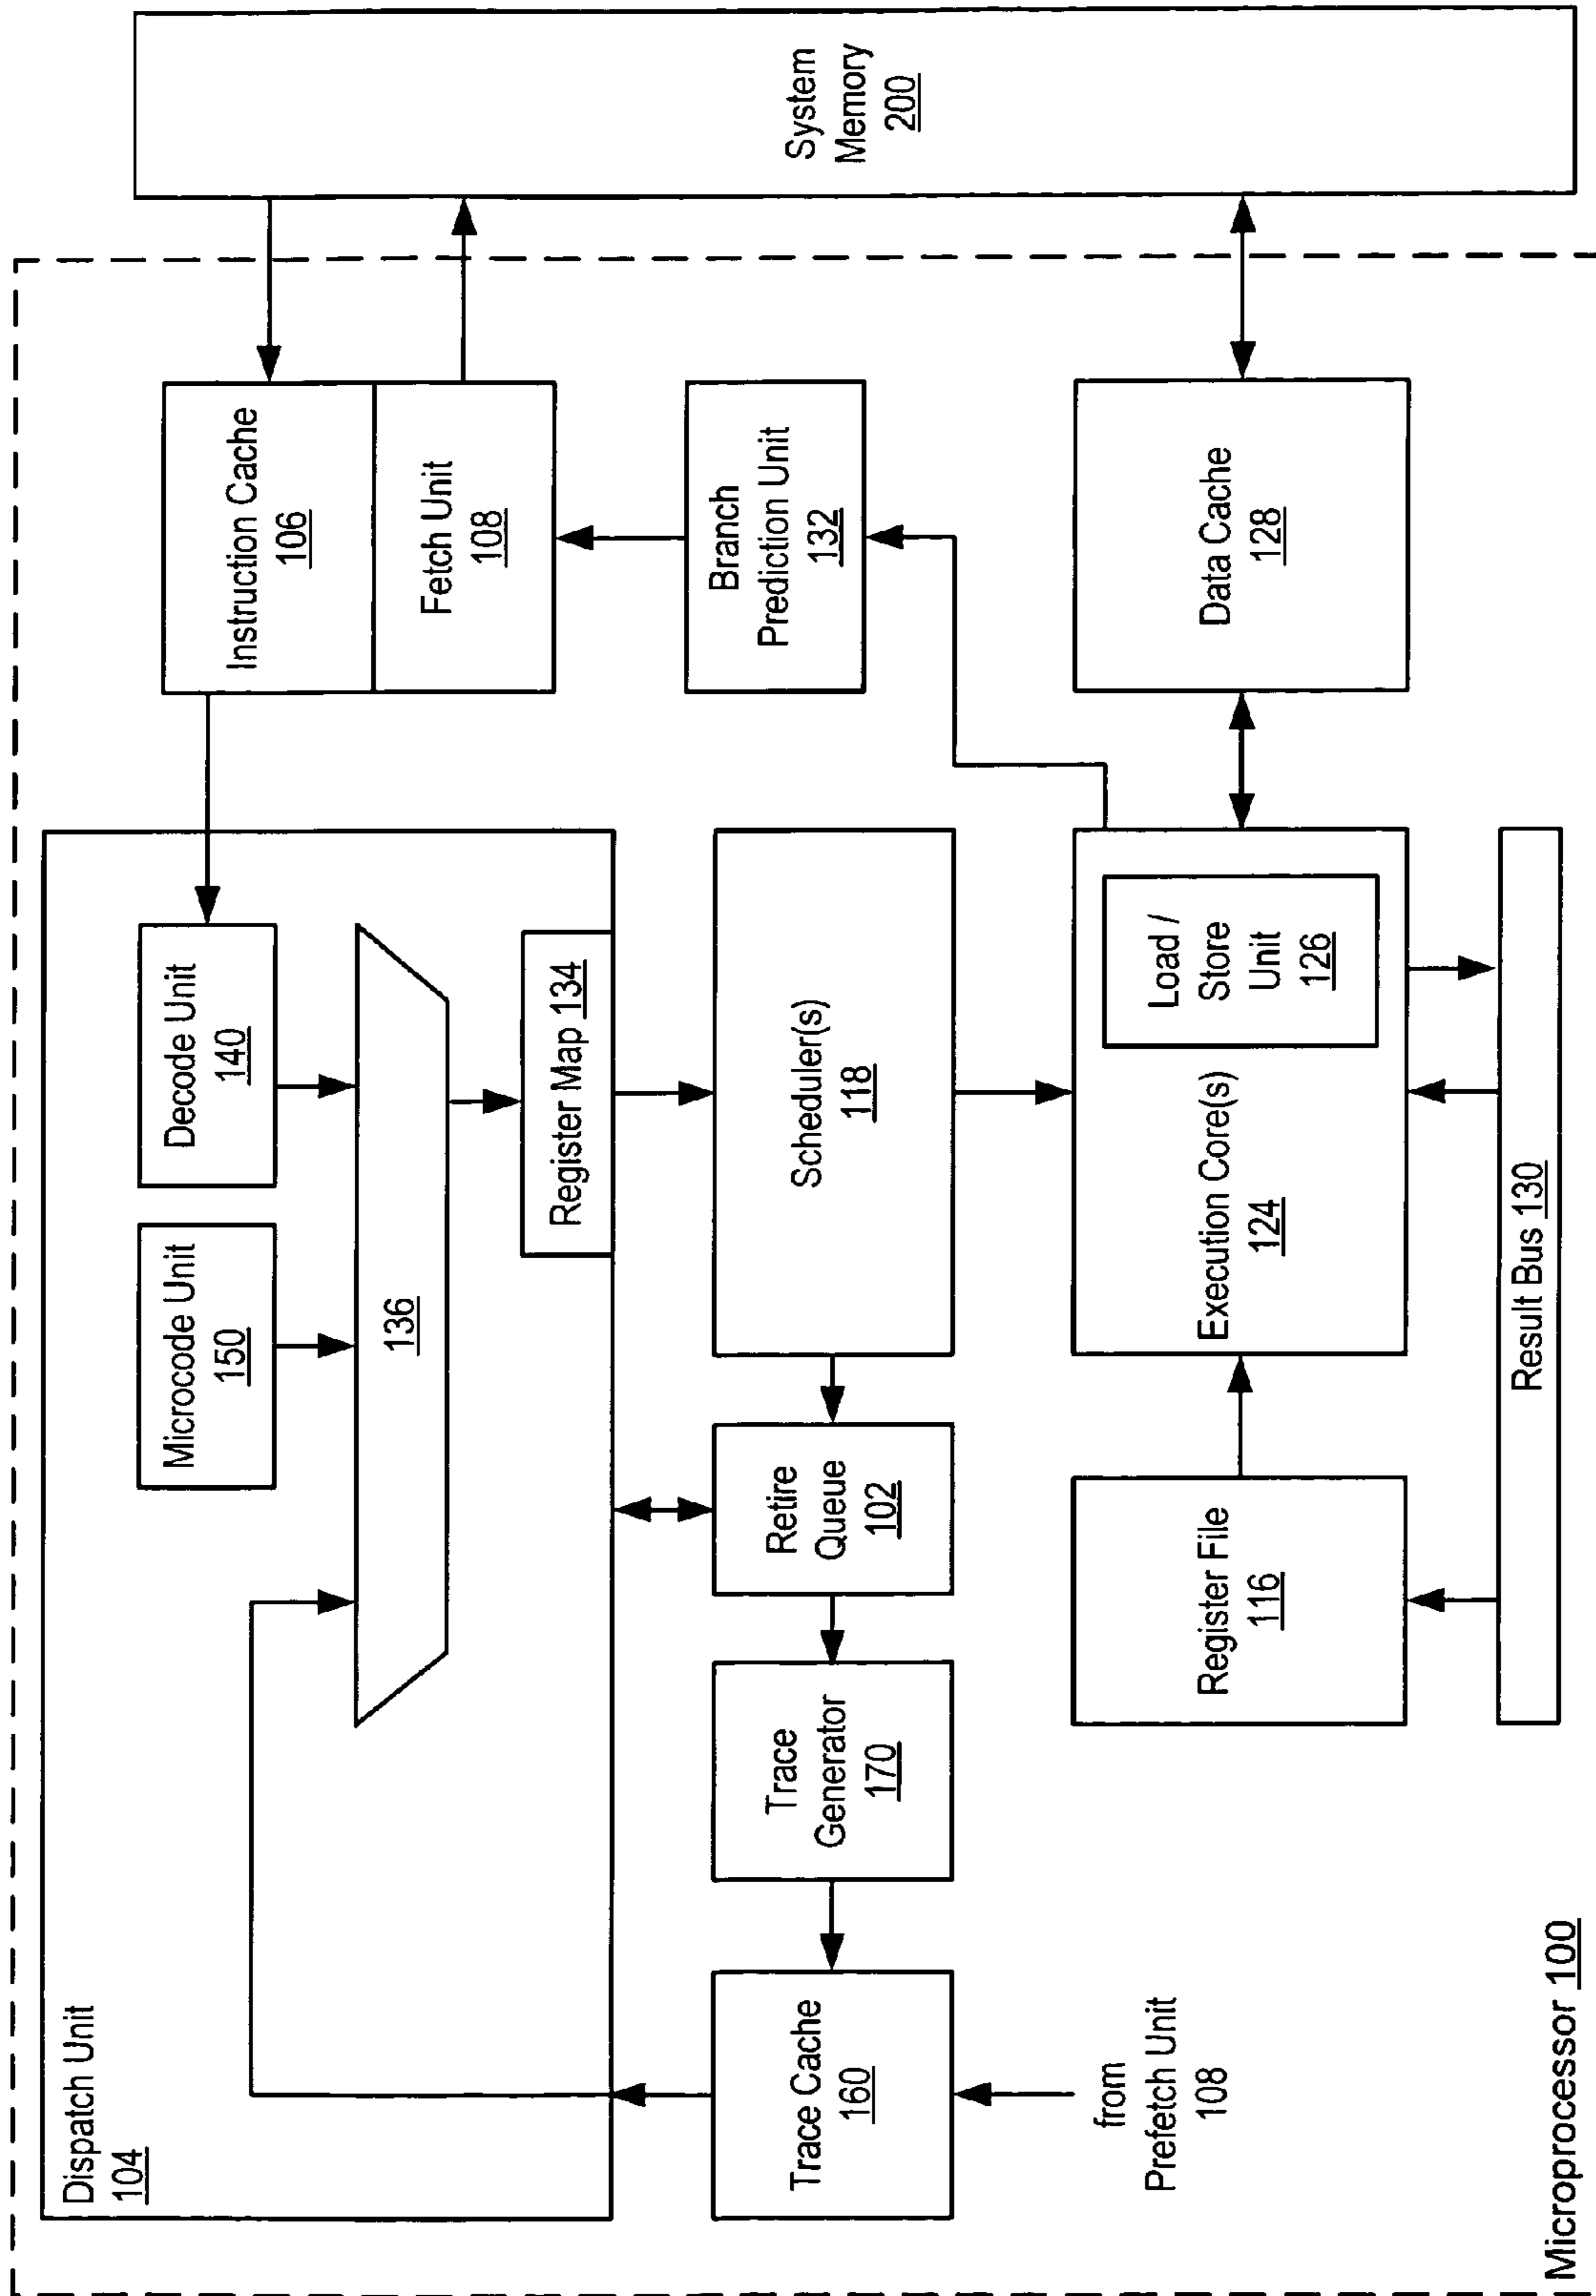 Dispatch Unit
104
Microcode Unit
150
Decode Unit
140
136
Register Map 134
Instruction Cache
106
Fetch Unit
108
System
Memory
200
Trace Cache
160
Trace
Generator
170
Retire
Queue
102
Scheduler(s)
118
Branch
Prediction Unit
132
from
Prefetch Unit
108
Register File
116
Execution Core(s)
124
Load /
Store
Unit
126
Data Cache
128
Result Bus 130
Microprocessor 100